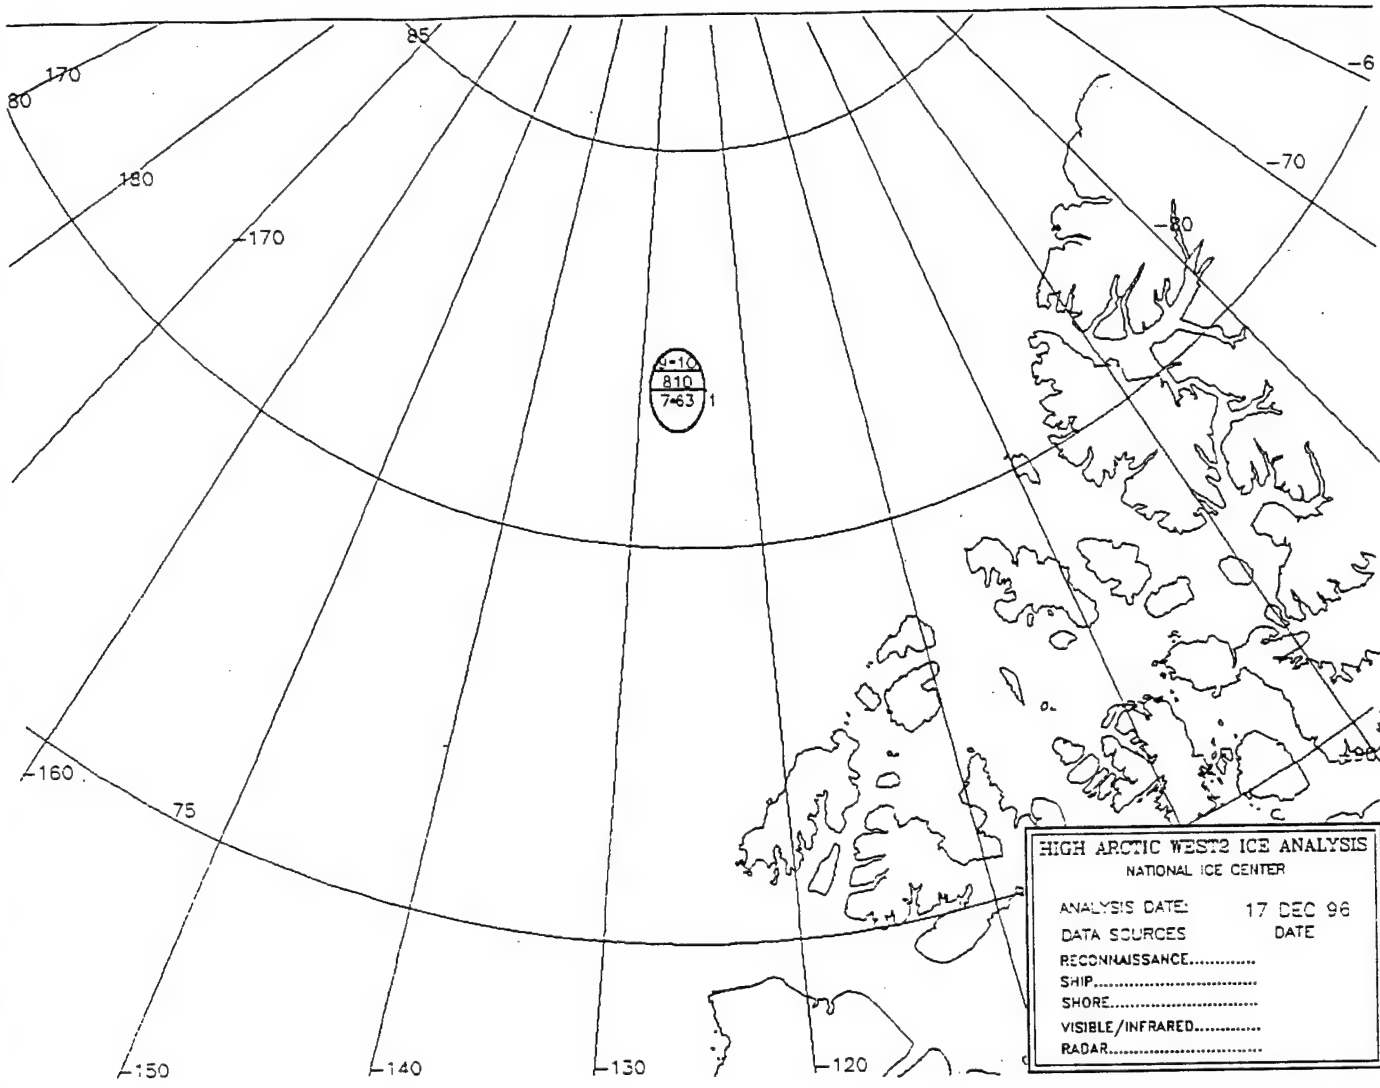 85
170
-6
80
-70
180
-80
-170
9-10
810
7•63 1
-160
-90
75
HIGH ARCTIC WEST2 ICE ANALYSIS
NATIONAL ICE CENTER
ANALYSIS DATE: 17 DEC 96
DATA SOURCES DATE
RECONNAISSANCE.............
SHIP.............................
SHORE..........................
VISIBLE/INFRARED............
RADAR...........................
-150
-140
-130
-120